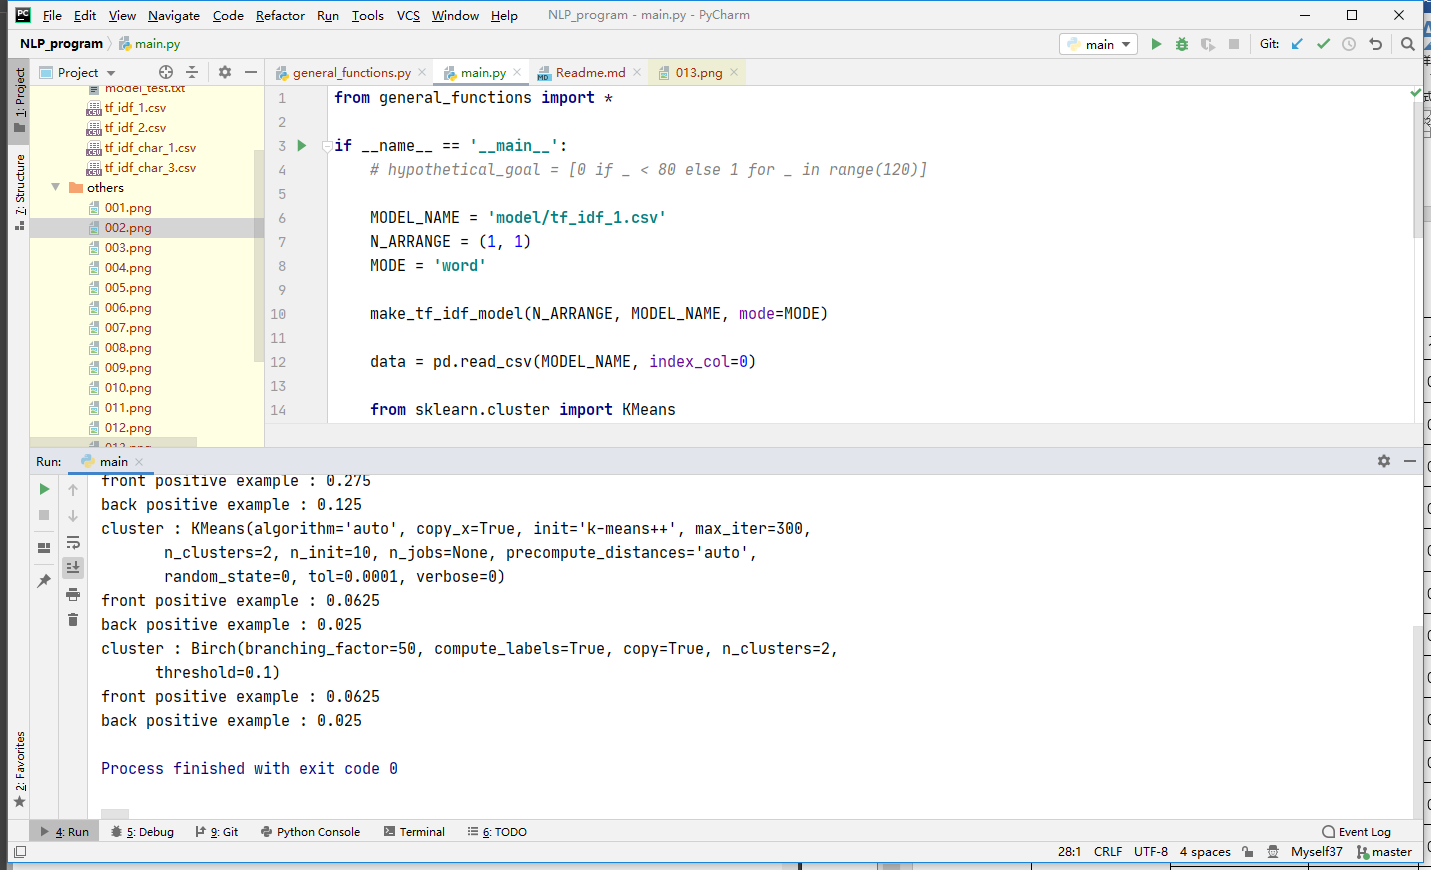 File Edit View Navigate Code Refactor Run Tools VCS Window Help NLP_program - main.py - PyCharm
NLP_program main.py main Git:
1: Project
7: Structure
2: Favorites
Project
model_test.txt
tf_idf_1.csv
tf_idf_2.csv
tf_idf_char_1.csv
tf_idf_char_3.csv
others
001.png
002.png
003.png
004.png
005.png
006.png
007.png
008.png
009.png
010.png
011.png
012.png
general_functions.py main.py Readme.md 013.png
1 from general_functions import *
2
3 if __name__ == '__main__':
4 # hypothetical_goal = [0 if _ < 80 else 1 for _ in range(120)]
5
6 MODEL_NAME = 'model/tf_idf_1.csv'
7 N_ARRANGE = (1, 1)
8 MODE = 'word'
9
10 make_tf_idf_model(N_ARRANGE, MODEL_NAME, mode=MODE)
11
12 data = pd.read_csv(MODEL_NAME, index_col=0)
13
14 from sklearn.cluster import KMeans
Run: main
front positive example : 0.275
back positive example : 0.125
cluster : KMeans(algorithm='auto', copy_x=True, init='k-means++', max_iter=300,
n_clusters=2, n_init=10, n_jobs=None, precompute_distances='auto',
random_state=0, tol=0.0001, verbose=0)
front positive example : 0.0625
back positive example : 0.025
cluster : Birch(branching_factor=50, compute_labels=True, copy=True, n_clusters=2,
threshold=0.1)
front positive example : 0.0625
back positive example : 0.025
Process finished with exit code 0
4: Run 5: Debug 9: Git Python Console Terminal 6: TODO Event Log
28:1 CRLF UTF-8 4 spaces Myself37 master